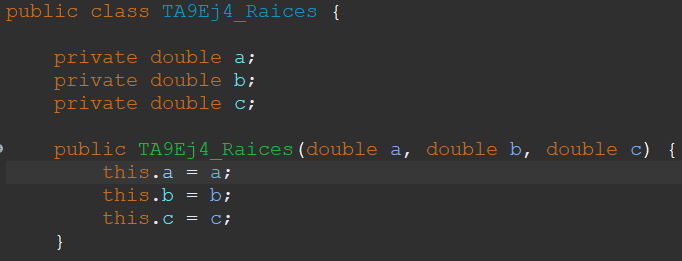 public class TA9Ej4_Raices {
private double a;
private double b;
private double c;
public TA9Ej4_Raices(double a, double b, double c) {
this.a = a;
this.b = b;
this.c = c;
}